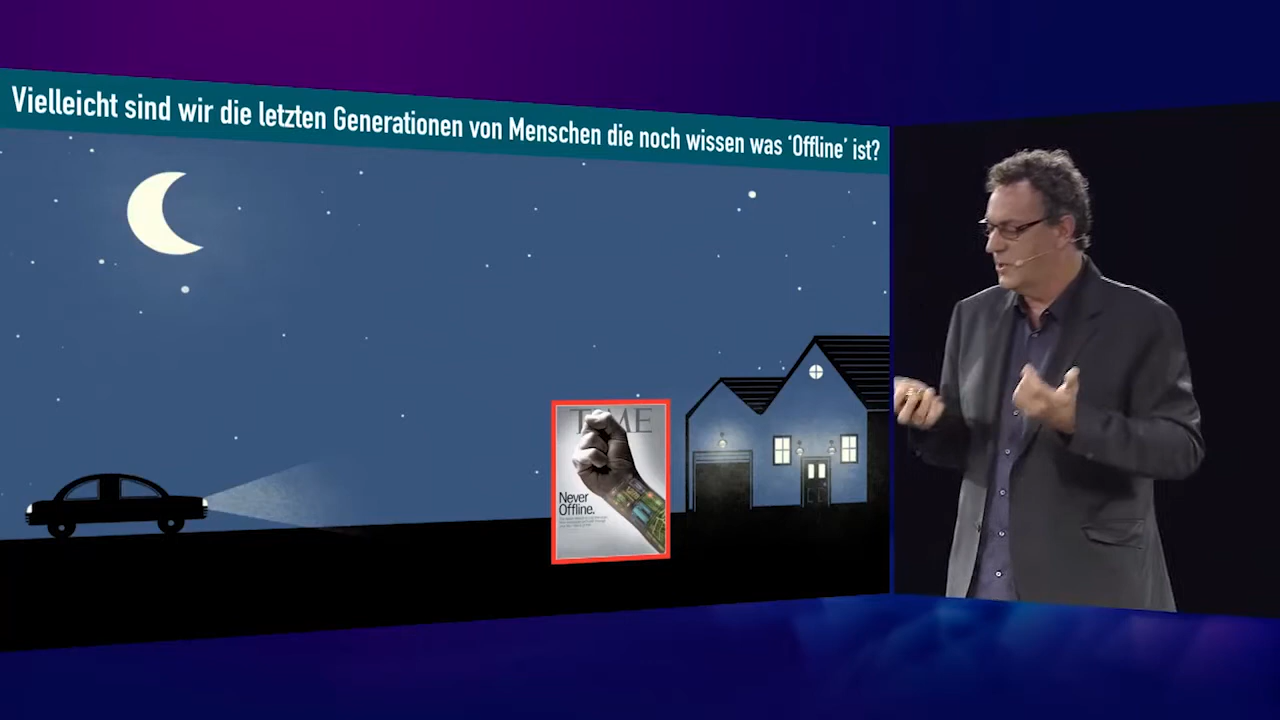 Vielleicht sind wir die letzten Generationen von Menschen die noch wissen was ‘Offline’ ist?
TIME
Never
Offline.